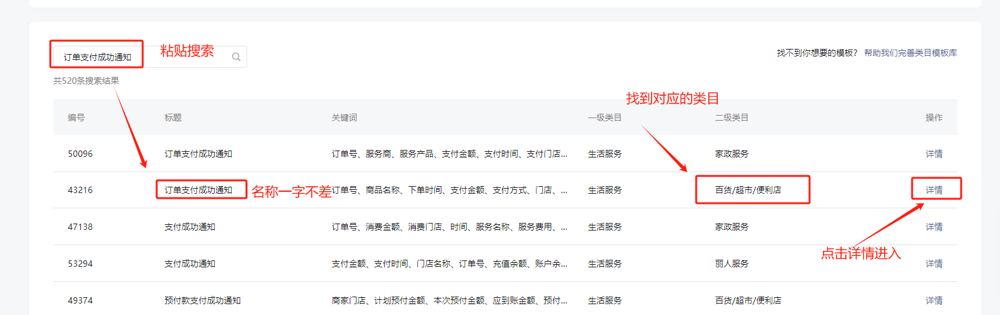 订单支付成功通知 粘贴搜索 找不到你想要的模板? 帮助我们完善类目模板库
共520条搜索结果
找到对应的类目
编号 标题 关键词 一级类目 二级类目 操作
50096 订单支付成功通知 订单号、服务商、服务产品、支付金额、支付时间、支付门店... 生活服务 家政服务 详情
43216 订单支付成功通知 名称一字不差 订单号、商品名称、下单时间、支付金额、支付方式、门店、... 生活服务 百货/超市/便利店 详情
47138 支付成功通知 订单号、消费金额、消费门店、时间、服务名称、服务费用、... 生活服务 家政服务 详情
点击详情进入
53294 支付成功通知 支付金额、支付时间、门店名称、订单号、充值余额、账户余... 生活服务 丽人服务 详情
49374 预付款支付成功通知 商家门店、计划预付金额、本次预付金额、应到账金额、预付... 生活服务 百货/超市/便利店 详情